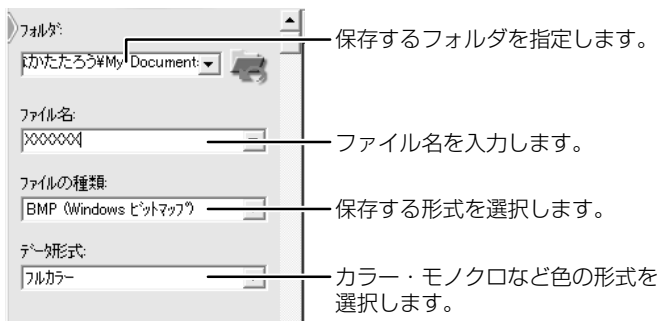 フォルダ:
保存するフォルダを指定します。
かたたろう¥My Document
ファイル名:
XXXXXXX
ファイル名を入力します。
ファイルの種類:
BMP (Windows ビットマップ)
保存する形式を選択します。
データ形式:
フルカラー
カラー・モノクロなど色の形式を
選択します。